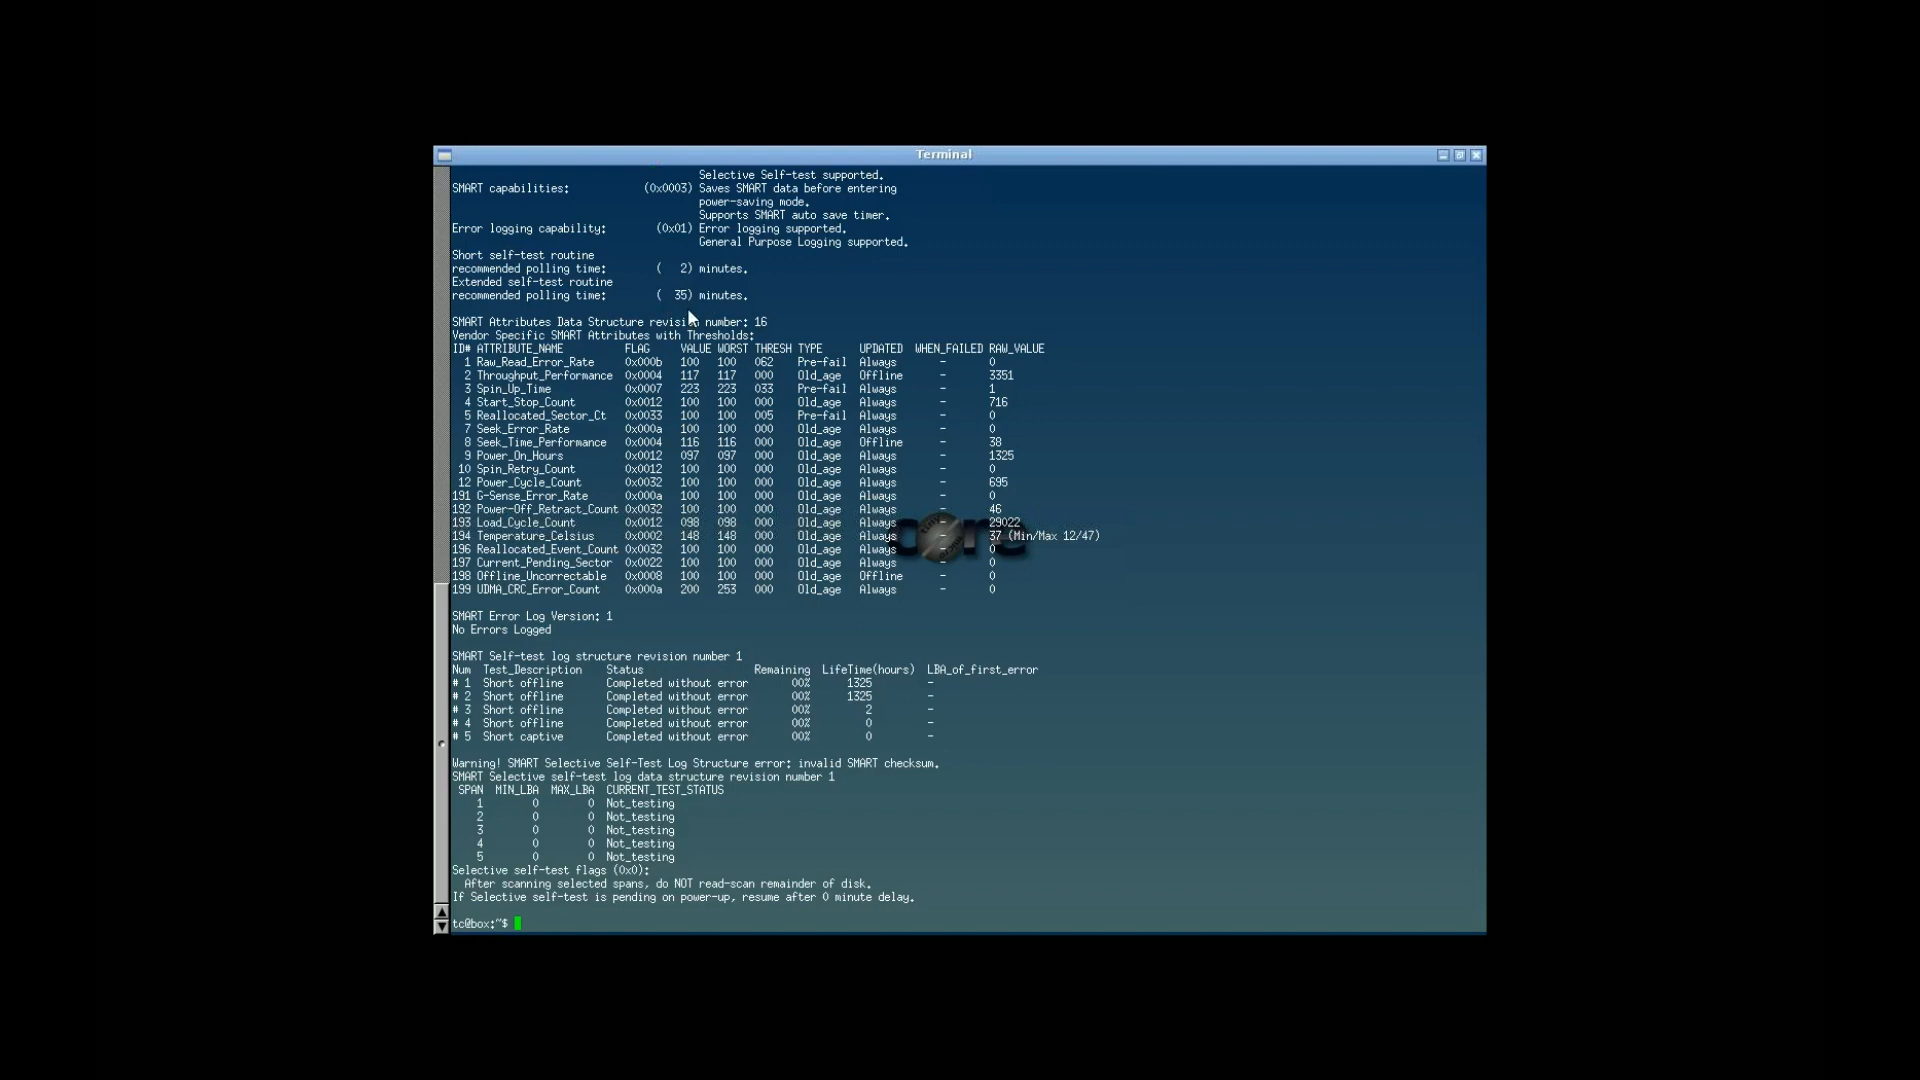 Terminal
Selective Self-test supported.
SMART capabilities: (0x0003) Saves SMART data before entering
power-saving mode.
Supports SMART auto save timer.
Error logging capability: (0x01) Error logging supported.
General Purpose Logging supported.
Short self-test routine
recommended polling time: ( 2) minutes.
Extended self-test routine
recommended polling time: ( 35) minutes.
SMART Attributes Data Structure revision number: 16
Vendor Specific SMART Attributes with Thresholds:
ID# ATTRIBUTE_NAME FLAG VALUE WORST THRESH TYPE UPDATED WHEN_FAILED RAW_VALUE
1 Raw_Read_Error_Rate 0x000b 100 100 062 Pre-fail Always - 0
2 Throughput_Performance 0x0004 117 117 000 Old_age Offline - 3351
3 Spin_Up_Time 0x0007 223 223 033 Pre-fail Always - 1
4 Start_Stop_Count 0x0012 100 100 000 Old_age Always - 716
5 Reallocated_Sector_Ct 0x0033 100 100 005 Pre-fail Always - 0
7 Seek_Error_Rate 0x000a 100 100 000 Old_age Always - 0
8 Seek_Time_Performance 0x0004 116 116 000 Old_age Offline - 38
9 Power_On_Hours 0x0012 097 097 000 Old_age Always - 1325
10 Spin_Retry_Count 0x0012 100 100 000 Old_age Always - 0
12 Power_Cycle_Count 0x0032 100 100 000 Old_age Always - 695
191 G-Sense_Error_Rate 0x000a 100 100 000 Old_age Always - 0
192 Power-Off_Retract_Count 0x0032 100 100 000 Old_age Always - 46
193 Load_Cycle_Count 0x0012 098 098 000 Old_age Always - 29022
194 Temperature_Celsius 0x0002 148 148 000 Old_age Always - 37 (Min/Max 12/47)
196 Reallocated_Event_Count 0x0032 100 100 000 Old_age Always - 0
197 Current_Pending_Sector 0x0022 100 100 000 Old_age Always - 0
198 Offline_Uncorrectable 0x0008 100 100 000 Old_age Offline - 0
199 UDMA_CRC_Error_Count 0x000a 200 253 000 Old_age Always - 0
core
SMART Error Log Version: 1
No Errors Logged
SMART Self-test log structure revision number 1
Num Test_Description Status Remaining LifeTime(hours) LBA_of_first_error
# 1 Short offline Completed without error 00% 1325 -
# 2 Short offline Completed without error 00% 1325 -
# 3 Short offline Completed without error 00% 2 -
# 4 Short offline Completed without error 00% 0 -
# 5 Short captive Completed without error 00% 0 -
Warning! SMART Selective Self-Test Log Structure error: invalid SMART checksum.
SMART Selective self-test log data structure revision number 1
SPAN MIN_LBA MAX_LBA CURRENT_TEST_STATUS
1 0 0 Not_testing
2 0 0 Not_testing
3 0 0 Not_testing
4 0 0 Not_testing
5 0 0 Not_testing
Selective self-test flags (0x0):
After scanning selected spans, do NOT read-scan remainder of disk.
If Selective self-test is pending on power-up, resume after 0 minute delay.
tc@box:~$